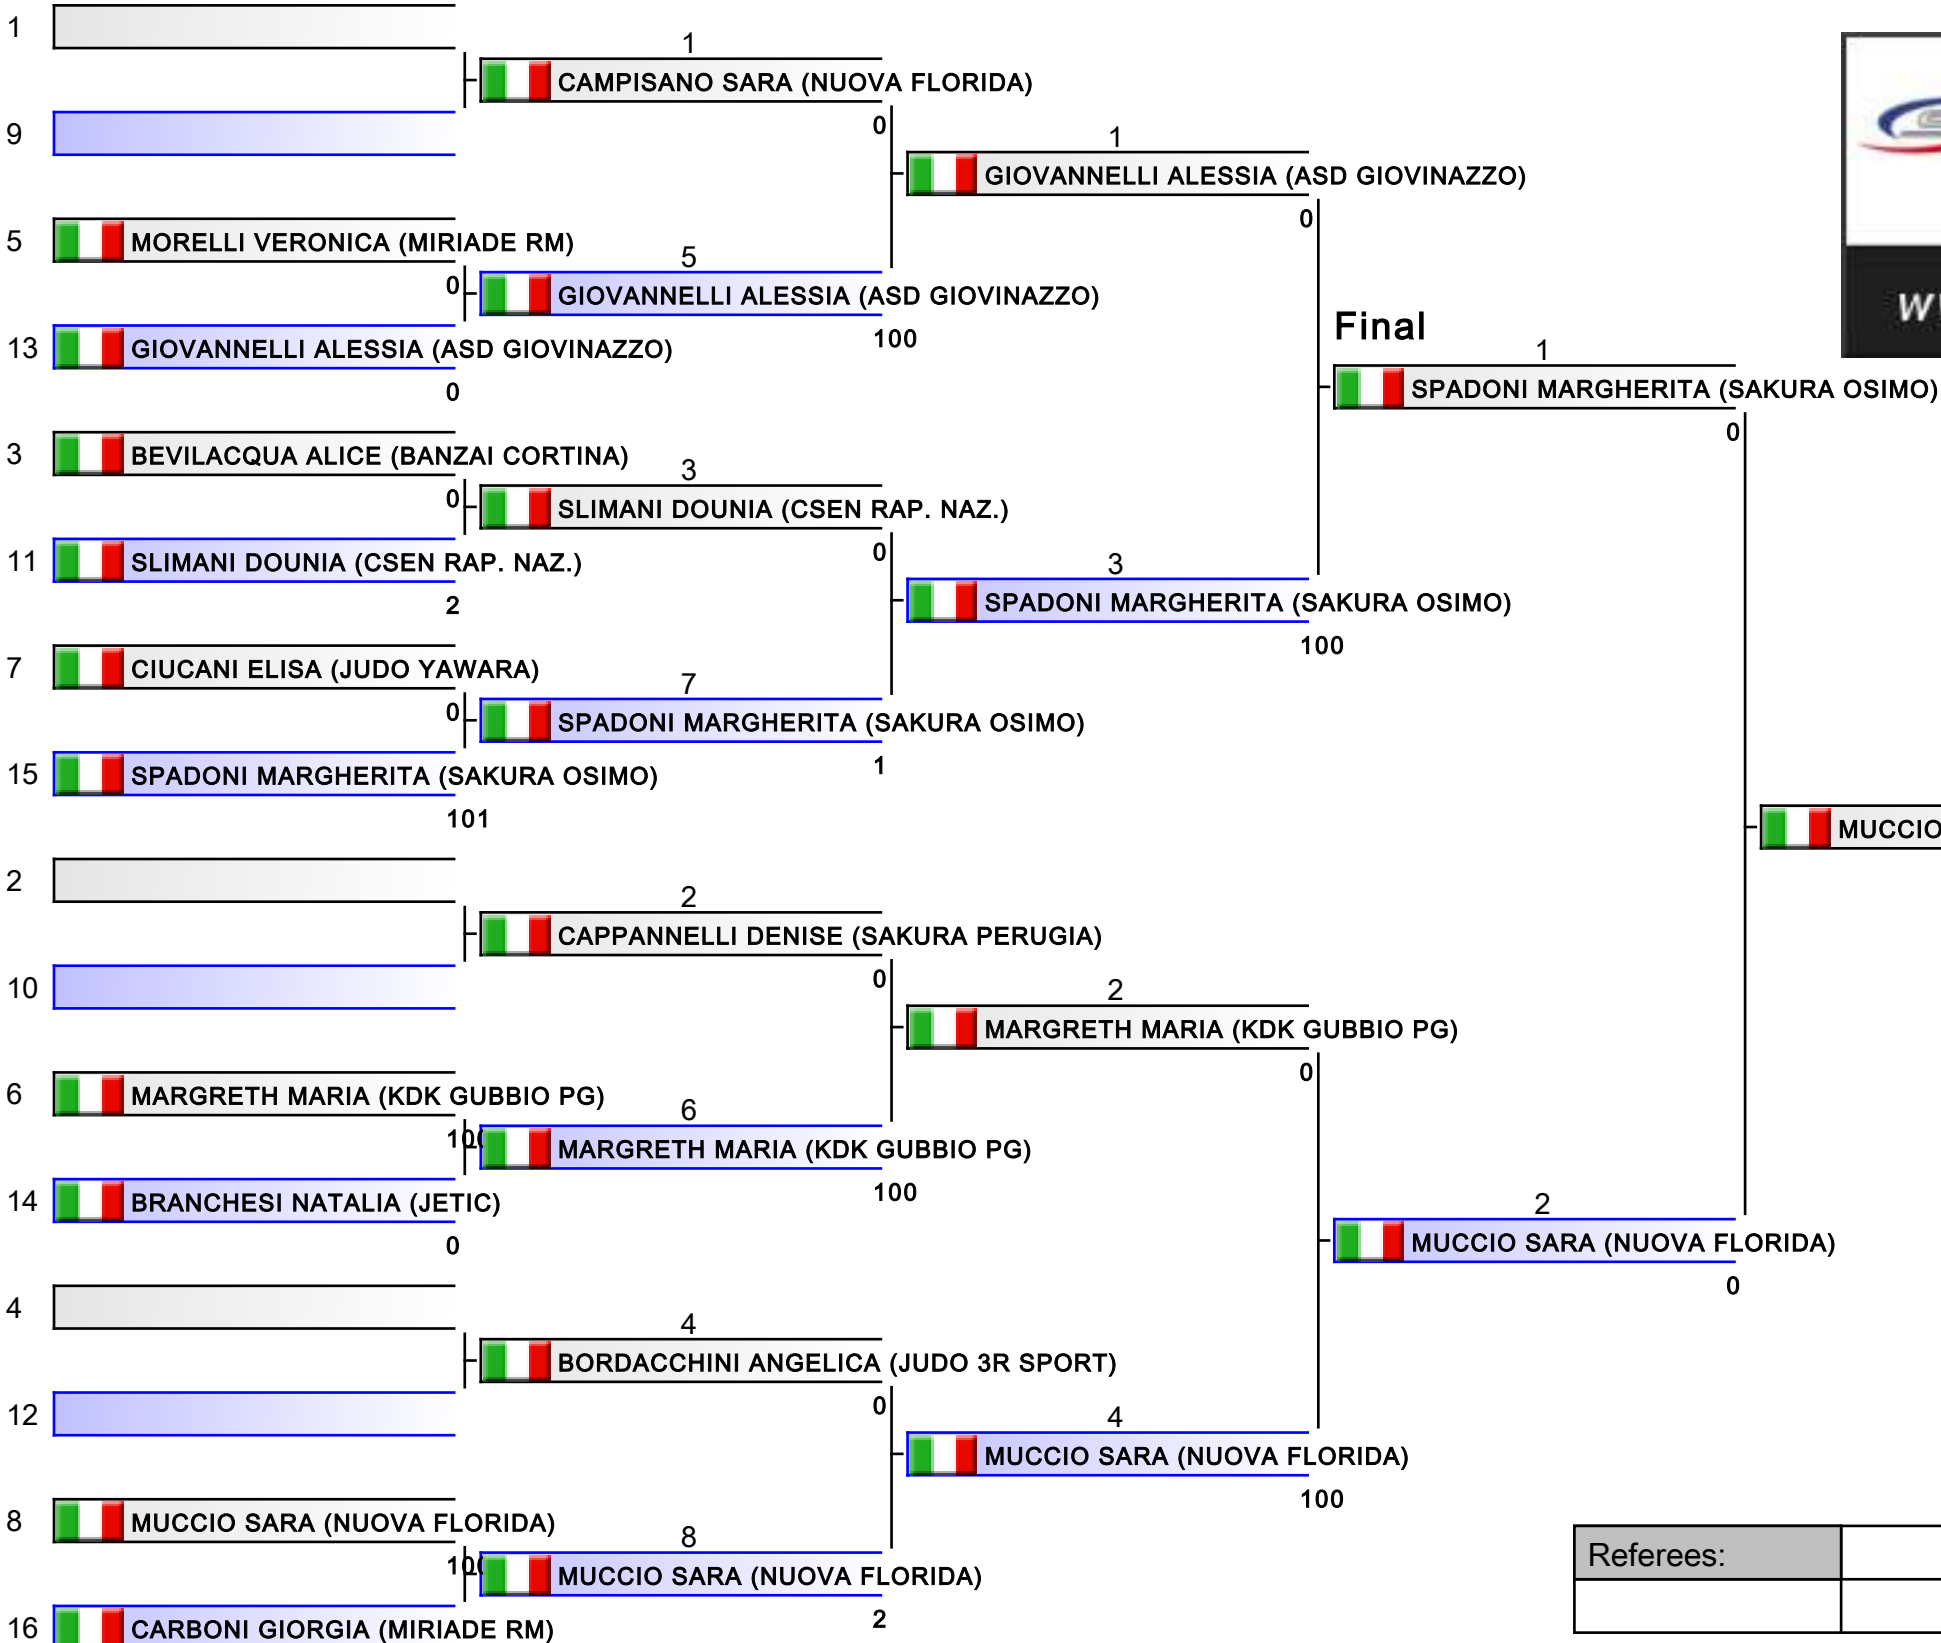 1
1
CAMPISANO SARA (NUOVA FLORIDA)
9
0
1
GIOVANNELLI ALESSIA (ASD GIOVINAZZO)
0
5
MORELLI VERONICA (MIRIADE RM)
5
0
GIOVANNELLI ALESSIA (ASD GIOVINAZZO)
100
13
GIOVANNELLI ALESSIA (ASD GIOVINAZZO)
0
Final
1
SPADONI MARGHERITA (SAKURA OSIMO)
0
3
BEVILACQUA ALICE (BANZAI CORTINA)
3
0
SLIMANI DOUNIA (CSEN RAP. NAZ.)
0
11
SLIMANI DOUNIA (CSEN RAP. NAZ.)
2
3
SPADONI MARGHERITA (SAKURA OSIMO)
100
7
CIUCANI ELISA (JUDO YAWARA)
7
0
SPADONI MARGHERITA (SAKURA OSIMO)
1
15
SPADONI MARGHERITA (SAKURA OSIMO)
101
MUCCIO
2
2
CAPPANNELLI DENISE (SAKURA PERUGIA)
0
10
2
MARGRETH MARIA (KDK GUBBIO PG)
0
6
MARGRETH MARIA (KDK GUBBIO PG)
6
MARGRETH MARIA (KDK GUBBIO PG)
100
14
BRANCHESI NATALIA (JETIC)
0
2
MUCCIO SARA (NUOVA FLORIDA)
0
4
4
BORDACCHINI ANGELICA (JUDO 3R SPORT)
0
12
4
MUCCIO SARA (NUOVA FLORIDA)
100
8
MUCCIO SARA (NUOVA FLORIDA)
8
MUCCIO SARA (NUOVA FLORIDA)
2
16
CARBONI GIORGIA (MIRIADE RM)
Referees: